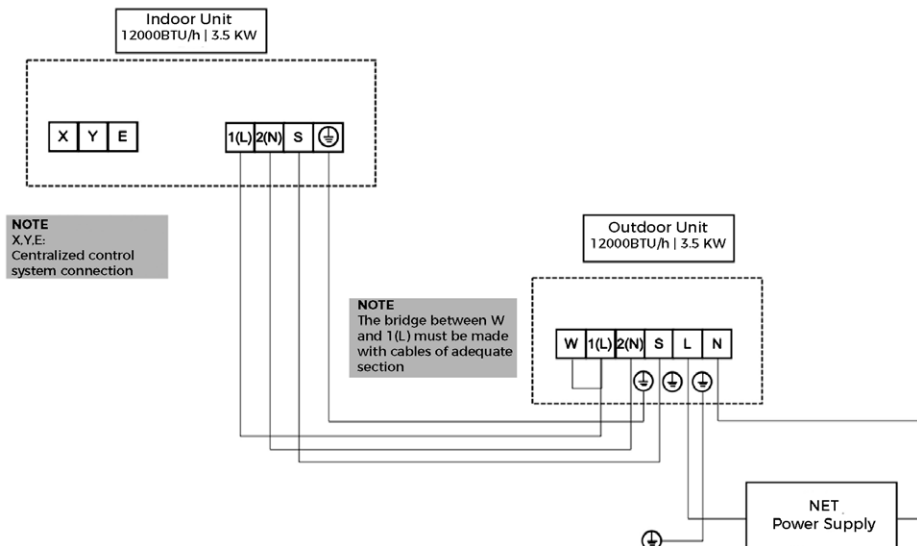 Indoor Unit
12000BTU/h | 3.5 KW
X Y E
1(L) 2(N) S
NOTE
X,Y,E:
Centralized control
system connection
Outdoor Unit
12000BTU/h | 3.5 KW
NOTE
The bridge between W
and 1(L) must be made
with cables of adequate
section
W 1(L) 2(N) S L N
NET
Power Supply